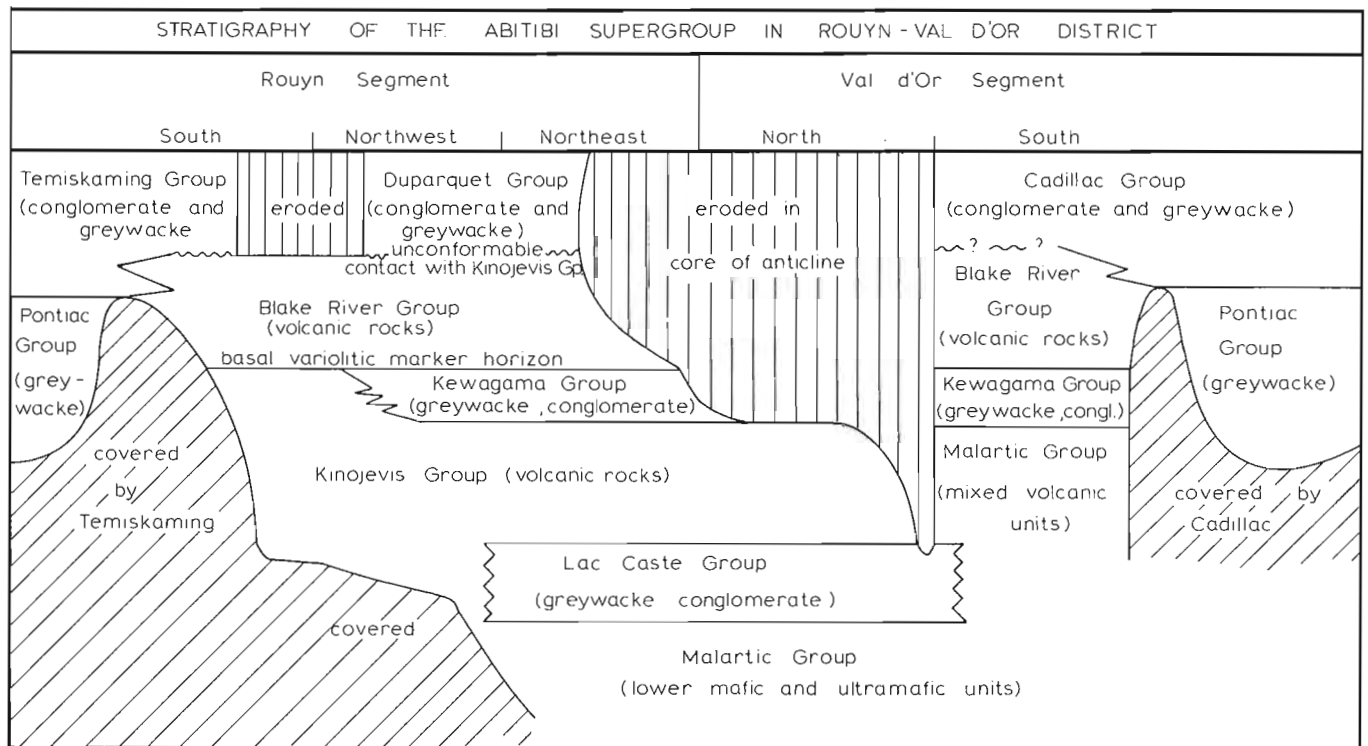 STRATIGRAPHY OF THE ABITIBI SUPERGROUP IN ROUYN - VAL D'OR DISTRICT
Rouyn Segment
Val d'Or Segment
South
Northwest
Northeast
North
South
Temiskaming Group
(conglomerate and
greywacke
eroded
Duparquet Group
(conglomerate and
greywacke)
unconformable
contact with Kinojevis Gp
eroded in
core of anticline
Cadillac Group
(conglomerate and greywacke)
? ?
Blake River
Group
(volcanic rocks)
Pontiac
Group
(grey-
wacke)
Blake River Group
(volcanic rocks)
basal variolitic marker horizon
Pontiac
Group
(greywacke)
Kewagama Group
(greywacke, conglomerate)
Kewagama Group
(greywacke, congl.)
covered
by
Temiskaming
Kinojevis Group (volcanic rocks)
Malartic Group
(mixed volcanic
units)
covered by
Cadillac
Lac Caste Group
(greywacke conglomerate)
covered
Malartic Group
(lower mafic and ultramafic units)